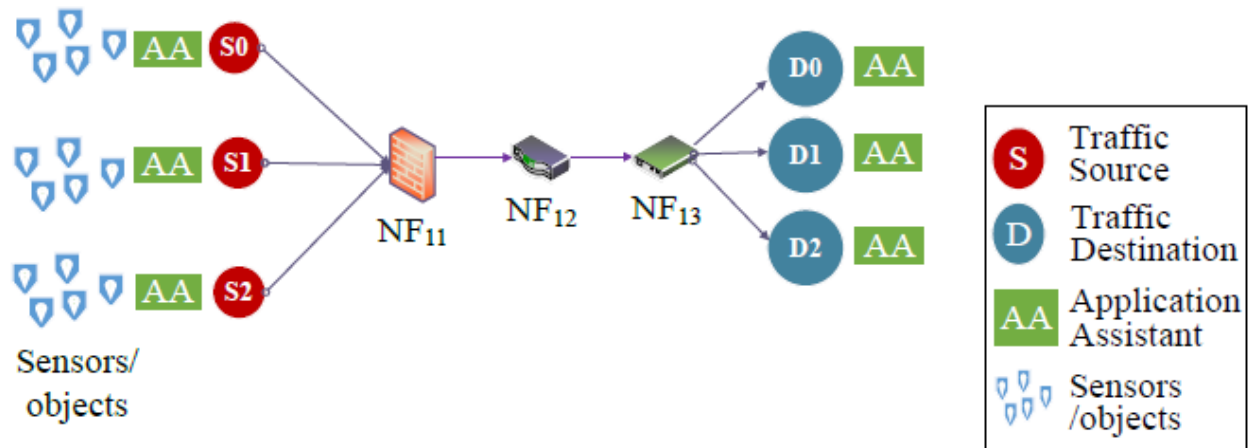 AA S0
AA S1
AA S2
Sensors/
objects
NF₁₁
NF₁₂
NF₁₃
D0 AA
D1 AA
D2 AA
S Traffic
Source
D Traffic
Destination
AA Application
Assistant
Sensors
/objects